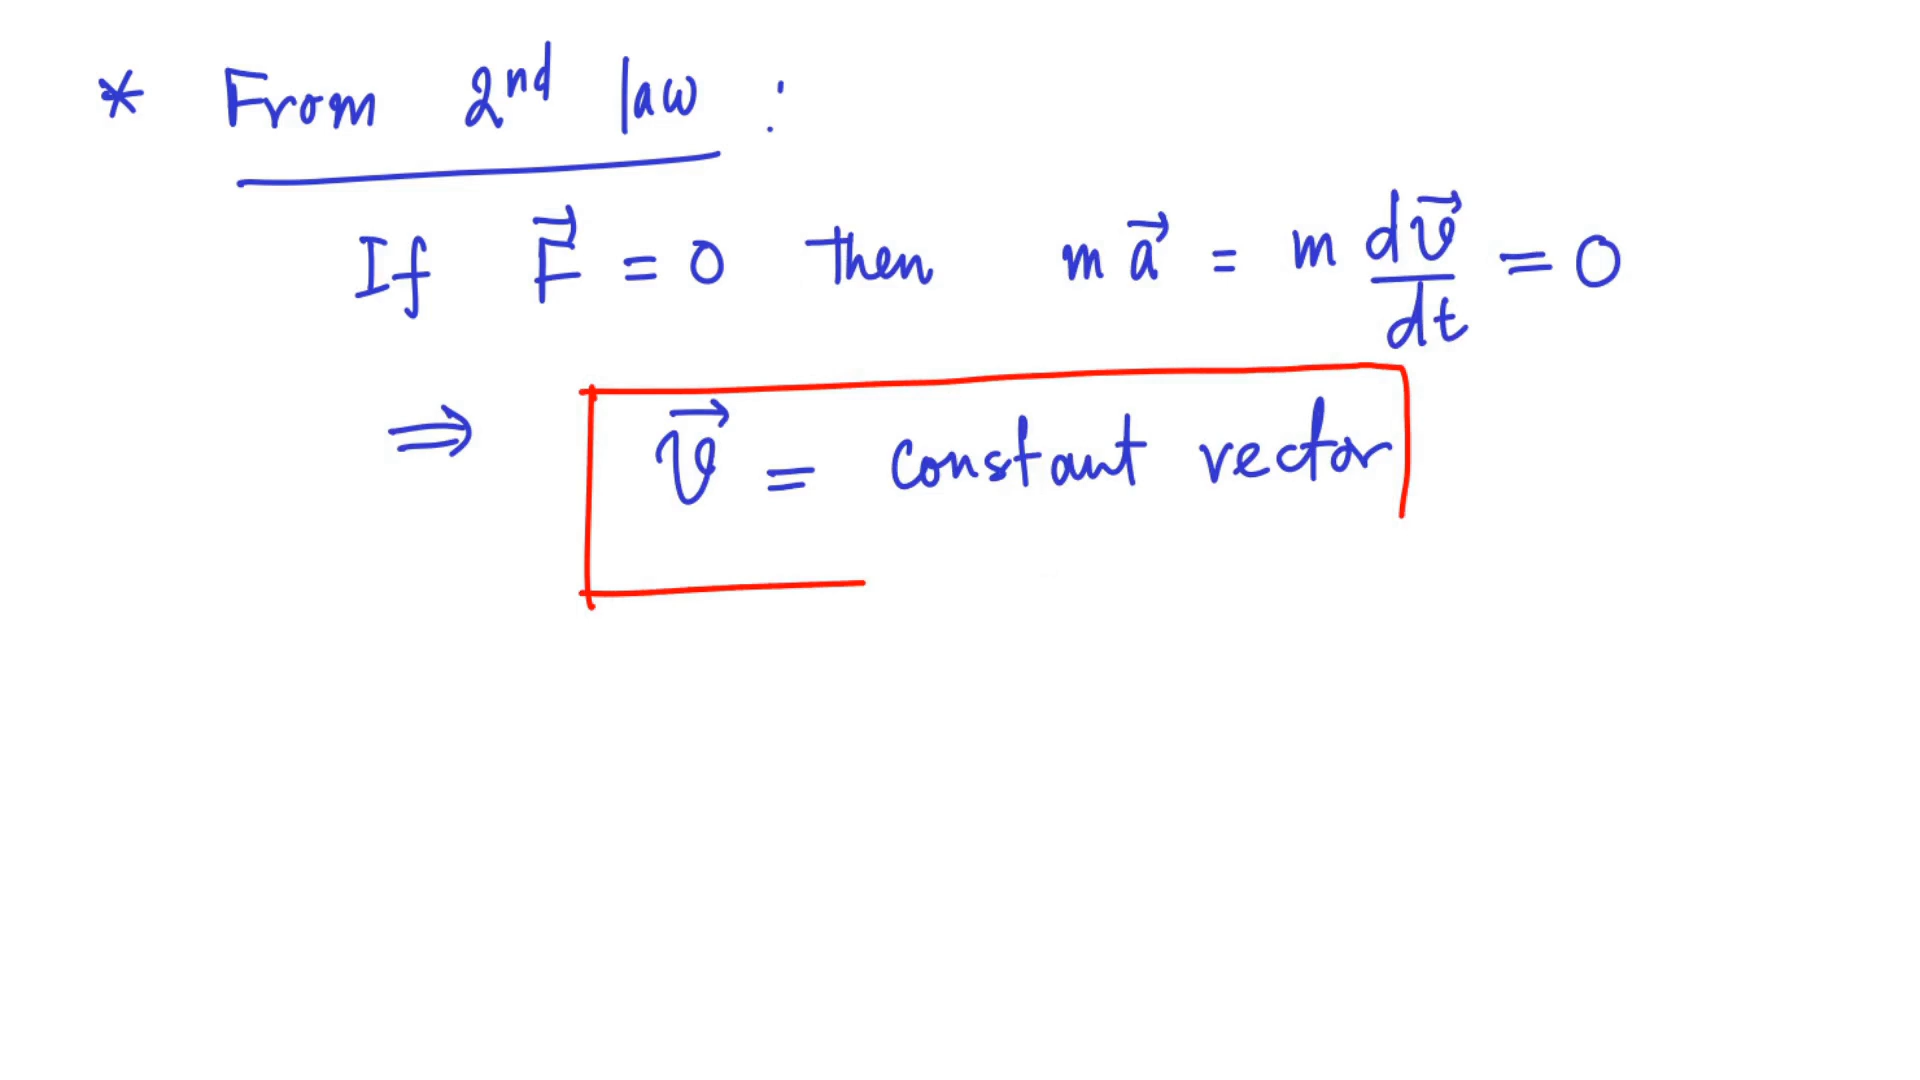 * From 2nd law :
If F⃗ = 0 then m a⃗ = m dv⃗/dt = 0
⇒ v⃗ = constant vector